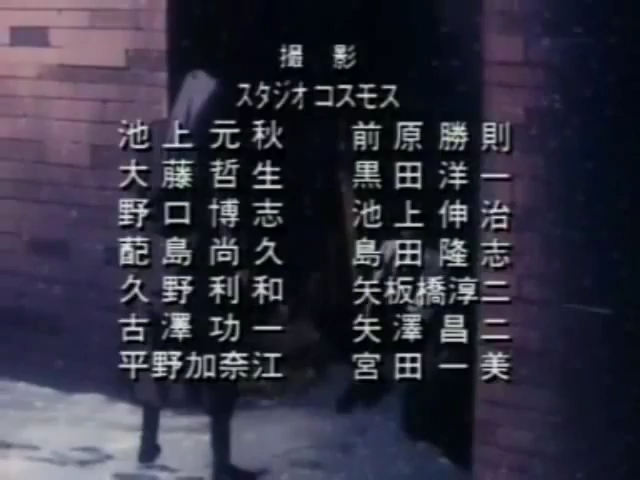 撮影
スタジオコスモス
池上元秋 前原勝則
大藤哲生 黒田洋一
野口博志 池上伸治
蓜島尚久 島田隆志
久野利和 矢板橋淳二
古澤功一 矢澤昌二
平野加奈江 宮田一美